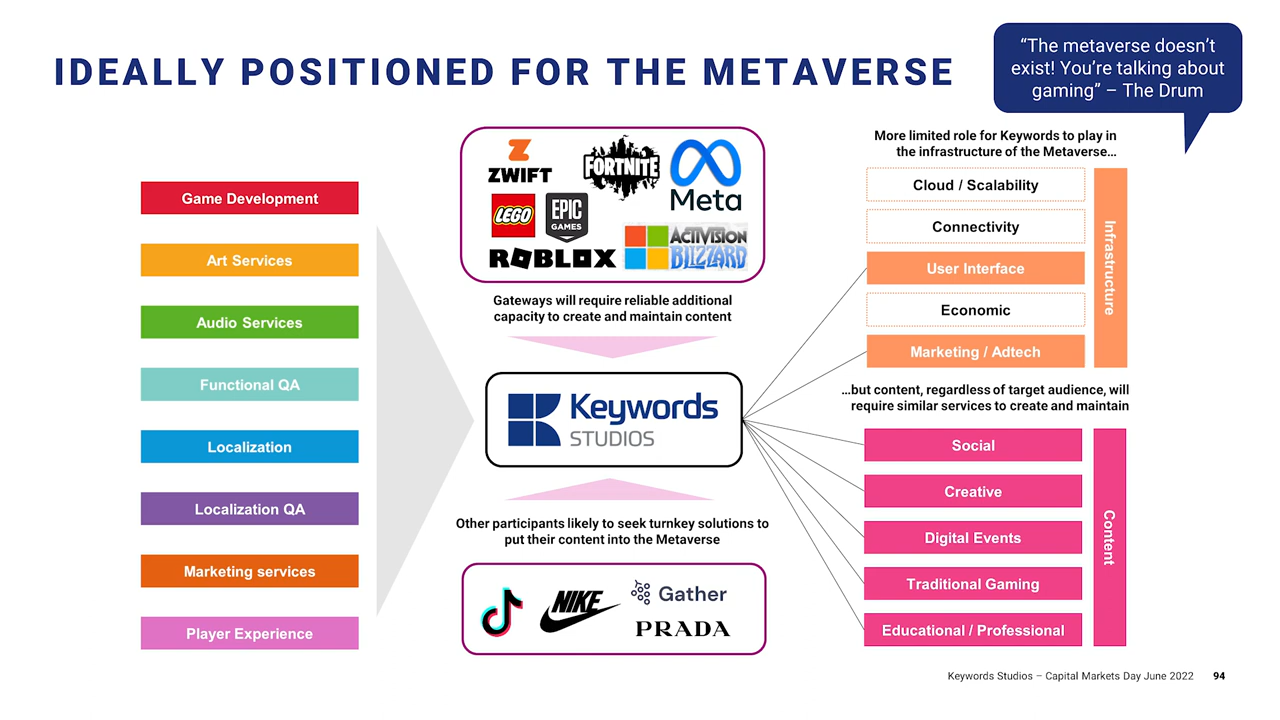 IDEALLY POSITIONED FOR THE METAVERSE
“The metaverse doesn’t
exist! You’re talking about
gaming” – The Drum
Game Development
Art Services
Audio Services
Functional QA
Localization
Localization QA
Marketing services
Player Experience
ZWIFT
FORTNITE
Meta
LEGO
EPIC
GAMES
ROBLOX
ACTIVISION
BLIZZARD
Gateways will require reliable additional
capacity to create and maintain content
Keywords
STUDIOS
Other participants likely to seek turnkey solutions to
put their content into the Metaverse
NIKE
Gather
PRADA
More limited role for Keywords to play in
the infrastructure of the Metaverse...
Cloud / Scalability
Connectivity
User Interface
Economic
Marketing / Adtech
Infrastructure
...but content, regardless of target audience, will
require similar services to create and maintain
Social
Creative
Digital Events
Traditional Gaming
Educational / Professional
Content
Keywords Studios – Capital Markets Day June 2022 94